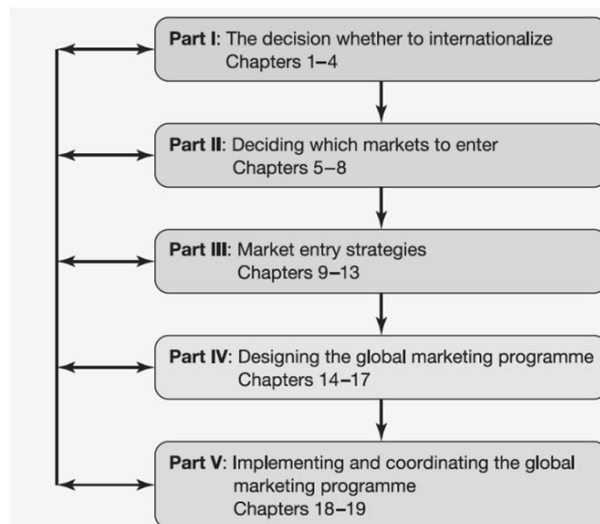 Part I: The decision whether to internationalize
Chapters 1–4
Part II: Deciding which markets to enter
Chapters 5–8
Part III: Market entry strategies
Chapters 9–13
Part IV: Designing the global marketing programme
Chapters 14–17
Part V: Implementing and coordinating the global
marketing programme
Chapters 18–19